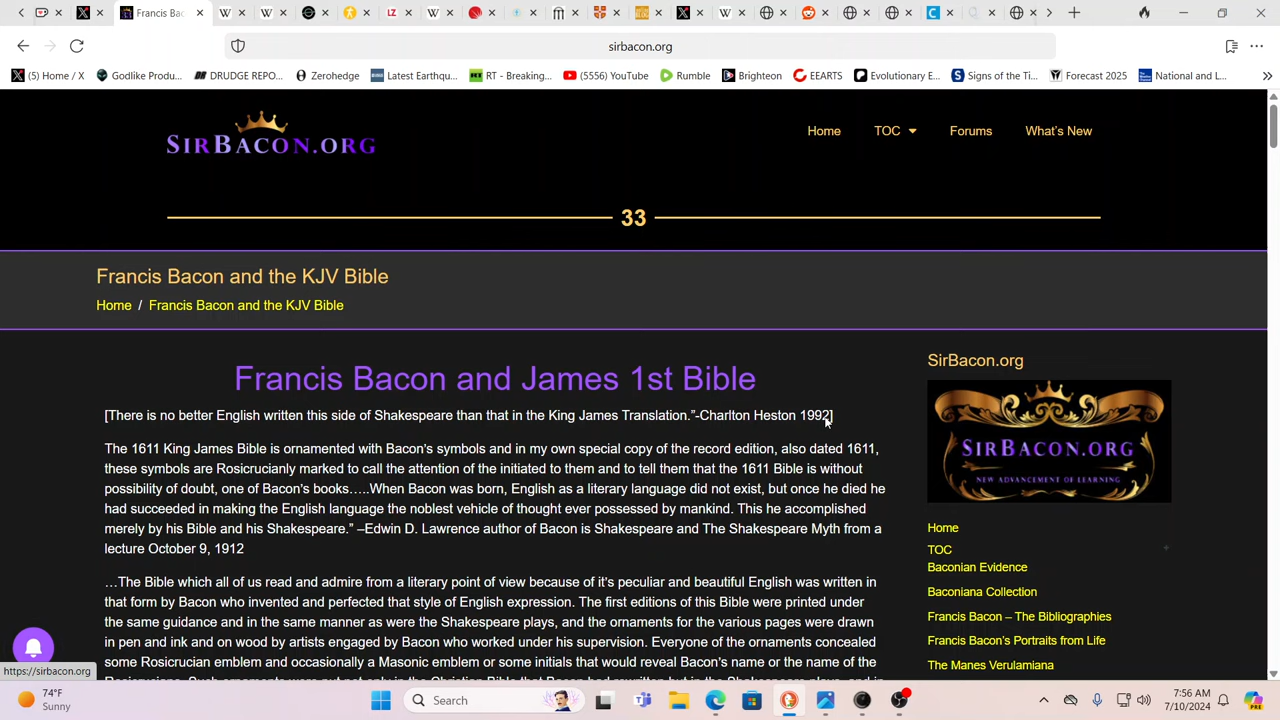 Francis Bac
sirbacon.org
(5) Home / X
Godlike Produ...
DRUDGE REPO...
Zerohedge
Latest Earthqu...
RT - Breaking...
(5556) YouTube
Rumble
Brighteon
EEARTS
Evolutionary E...
Signs of the Ti...
Forecast 2025
National and L...
SIRBACON.ORG
Home
TOC
Forums
What's New
33
Francis Bacon and the KJV Bible
Home / Francis Bacon and the KJV Bible
Francis Bacon and James 1st Bible
[There is no better English written this side of Shakespeare than that in the King James Translation.”-Charlton Heston 1992]
The 1611 King James Bible is ornamented with Bacon’s symbols and in my own special copy of the record edition, also dated 1611,
these symbols are Rosicrucianly marked to call the attention of the initiated to them and to tell them that the 1611 Bible is without
possibility of doubt, one of Bacon’s books…..When Bacon was born, English as a literary language did not exist, but once he died he
had succeeded in making the English language the noblest vehicle of thought ever possessed by mankind. This he accomplished
merely by his Bible and his Shakespeare.” –Edwin D. Lawrence author of Bacon is Shakespeare and The Shakespeare Myth from a
lecture October 9, 1912
…The Bible which all of us read and admire from a literary point of view because of it’s peculiar and beautiful English was written in
that form by Bacon who invented and perfected that style of English expression. The first editions of this Bible were printed under
the same guidance and in the same manner as were the Shakespeare plays, and the ornaments for the various pages were drawn
in pen and ink and on wood by artists engaged by Bacon who worked under his supervision. Everyone of the ornaments concealed
some Rosicrucian emblem and occasionally a Masonic emblem or some initials that would reveal Bacon’s name or the name of the
SirBacon.org
SIRBACON.ORG
NEW ADVANCEMENT OF LEARNING
Home
TOC
Baconian Evidence
Baconiana Collection
Francis Bacon – The Bibliographies
Francis Bacon’s Portraits from Life
The Manes Verulamiana
https://sirbacon.org
74°F
Sunny
Search
7:56 AM
7/10/2024